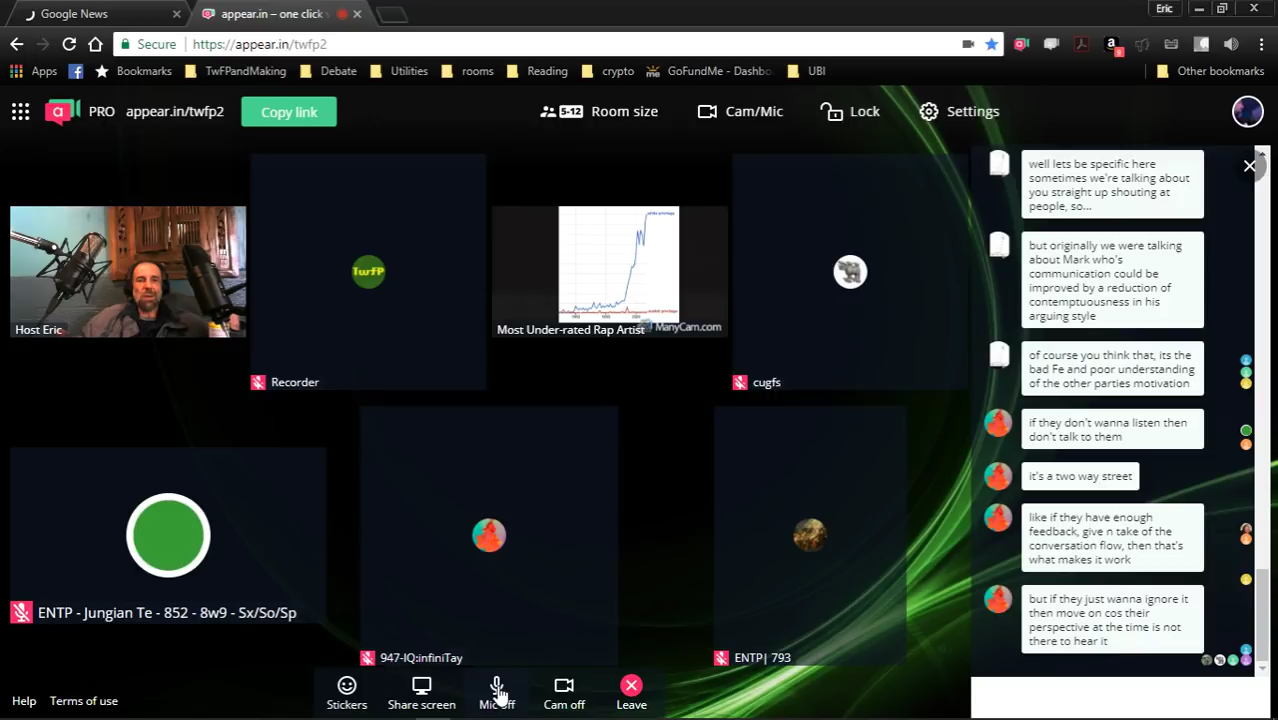 Google News
appear.in – one click v
Eric
Secure
https://appear.in/twfp2
Apps
Bookmarks
TwFPandMaking
Debate
Utilities
rooms
Reading
crypto
GoFundMe - Dashbo
UBI
Other bookmarks
PRO
appear.in/twfp2
Copy link
5-12
Room size
Cam/Mic
Lock
Settings
Host Eric
TwfP
Recorder
Most Under-rated Rap Artist
ManyCam.com
cugfs
ENTP - Jungian Te - 852 - 8w9 - Sx/So/Sp
947-IQ:infiniTay
ENTP| 793
well lets be specific here
sometimes we're talking about
you straight up shouting at
people, so...
but originally we were talking
about Mark who's
communication could be
improved by a reduction of
contemptuousness in his
arguing style
of course you think that, its the
bad Fe and poor understanding
of the other parties motivation
if they don't wanna listen then
don't talk to them
it's a two way street
like if they have enough
feedback, give n take of the
conversation flow, then that's
what makes it work
but if they just wanna ignore it
then move on cos their
perspective at the time is not
there to hear it
Help
Terms of use
Stickers
Share screen
Mic off
Cam off
Leave